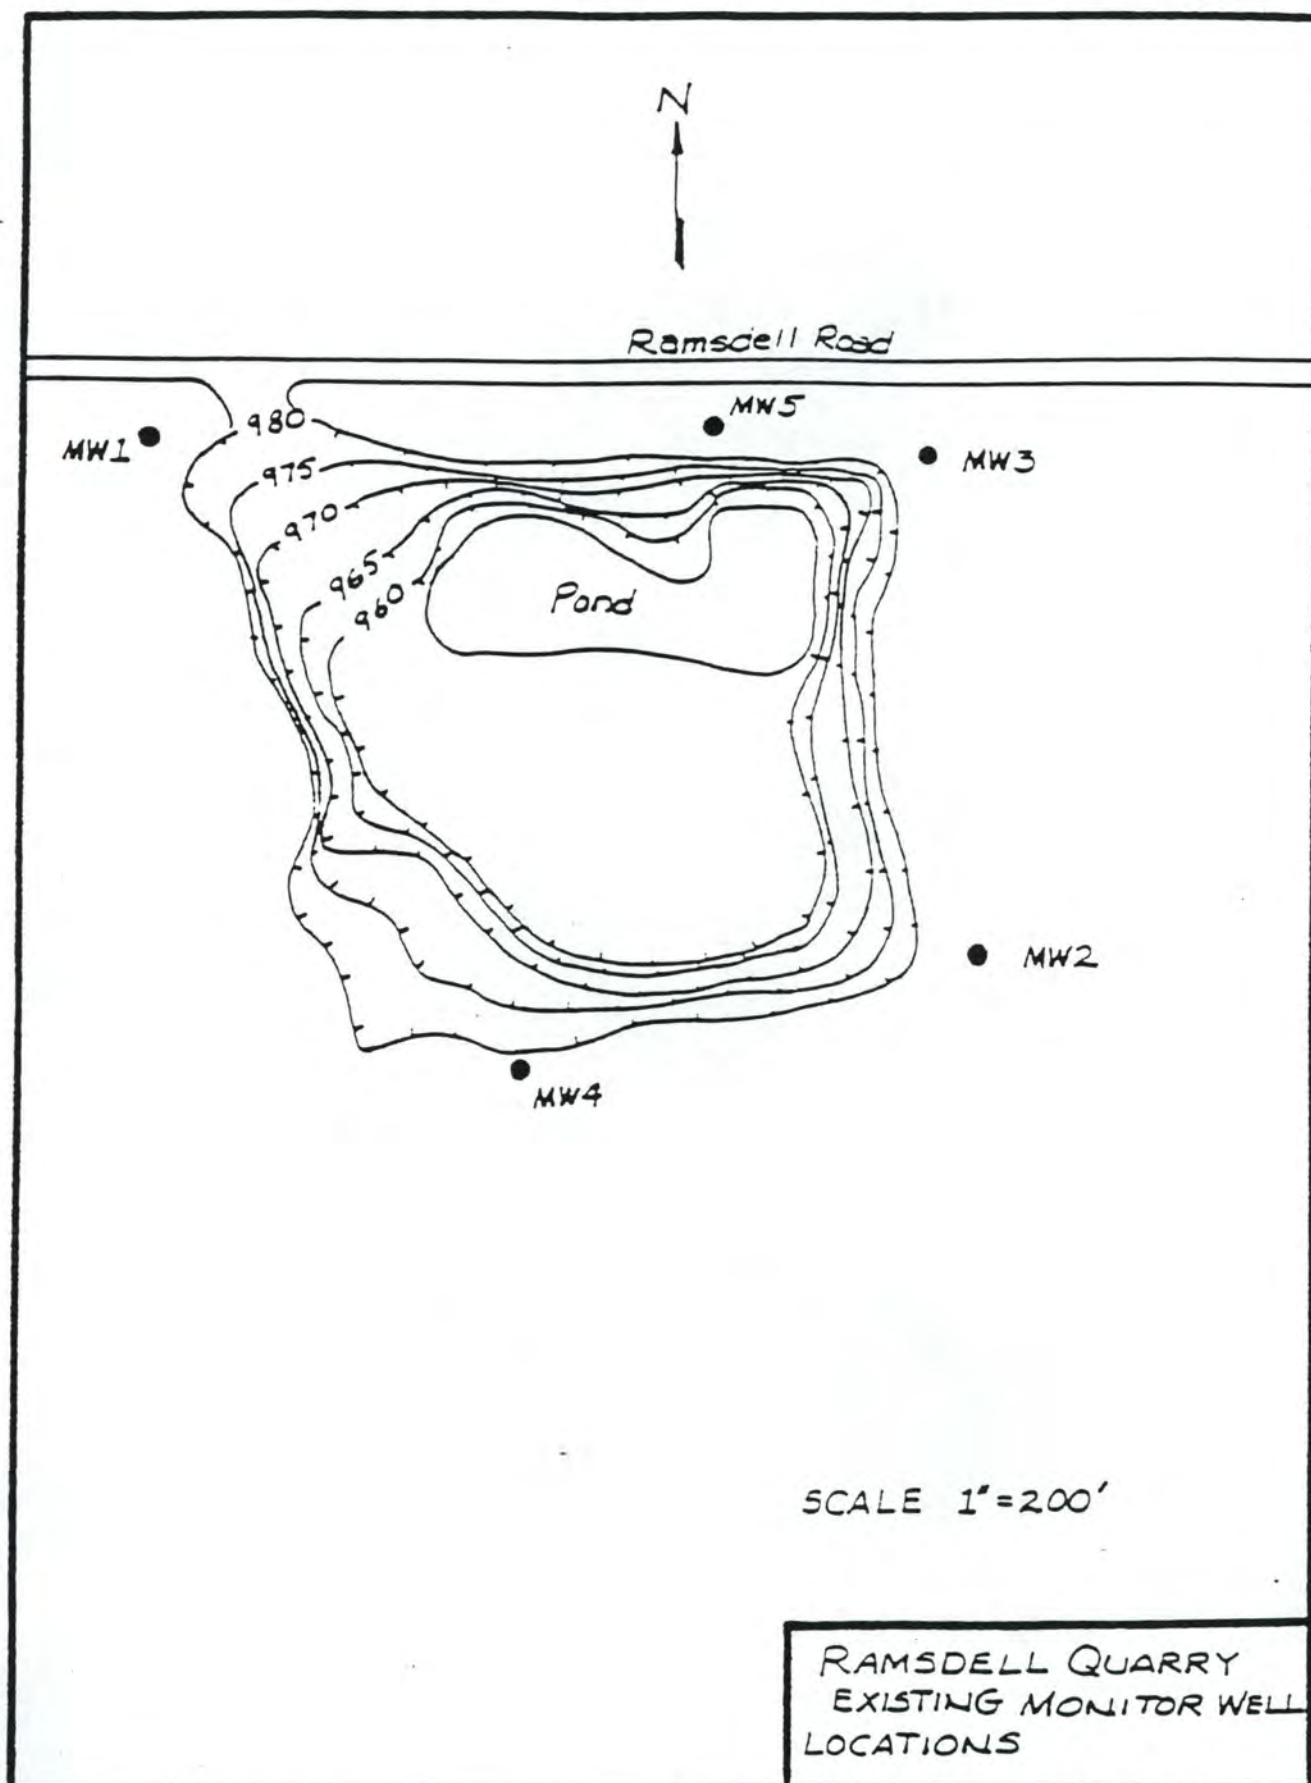 N
Ramsdell Road
MW5
MW1
980
MW3
975
970
965
960
Pond
MW2
MW4
SCALE 1"=200'
RAMSDELL QUARRY
EXISTING MONITOR WELL
LOCATIONS